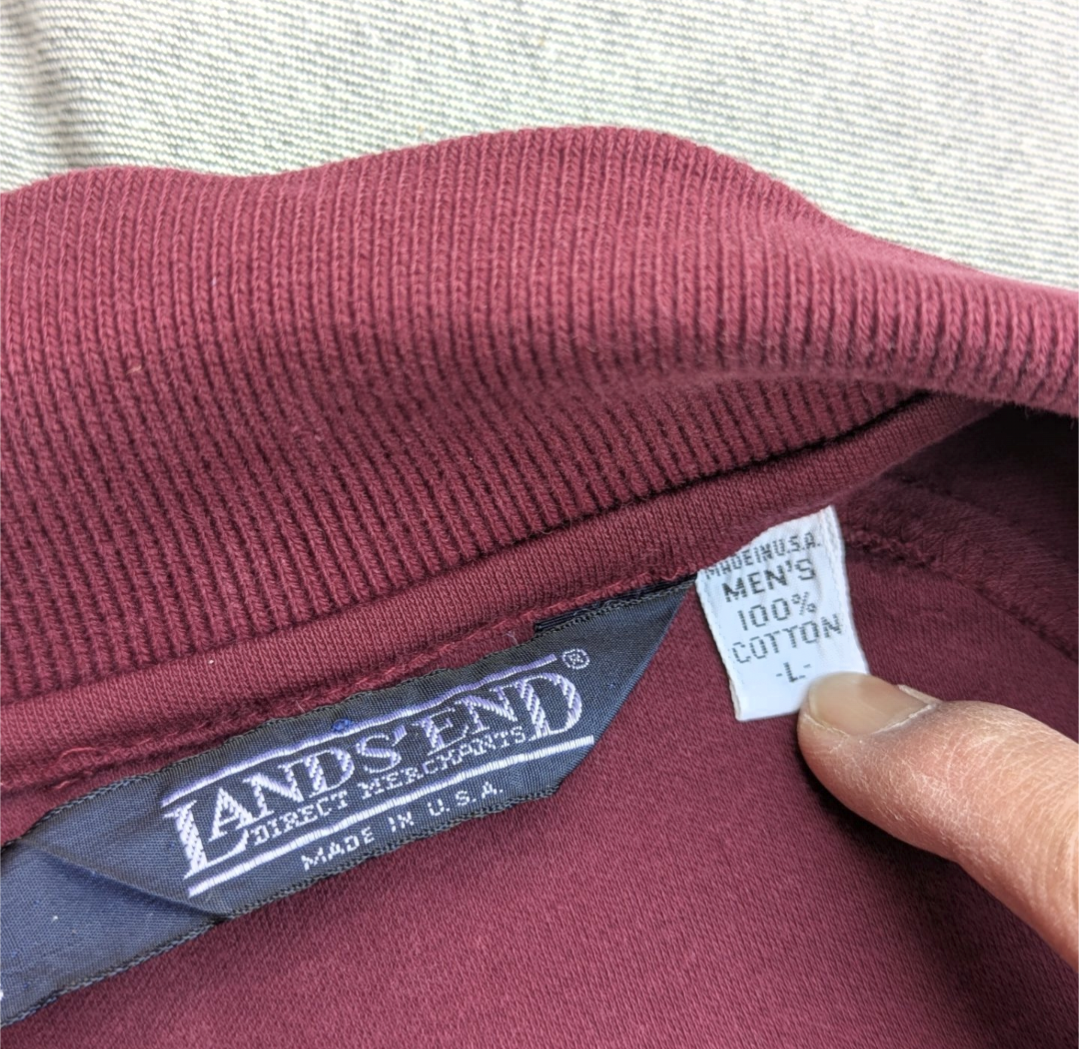 LANDS' END®
DIRECT MERCHANTS
MADE IN U.S.A.
MADE IN U.S.A.
MEN'S
100%
COTTON
-L-